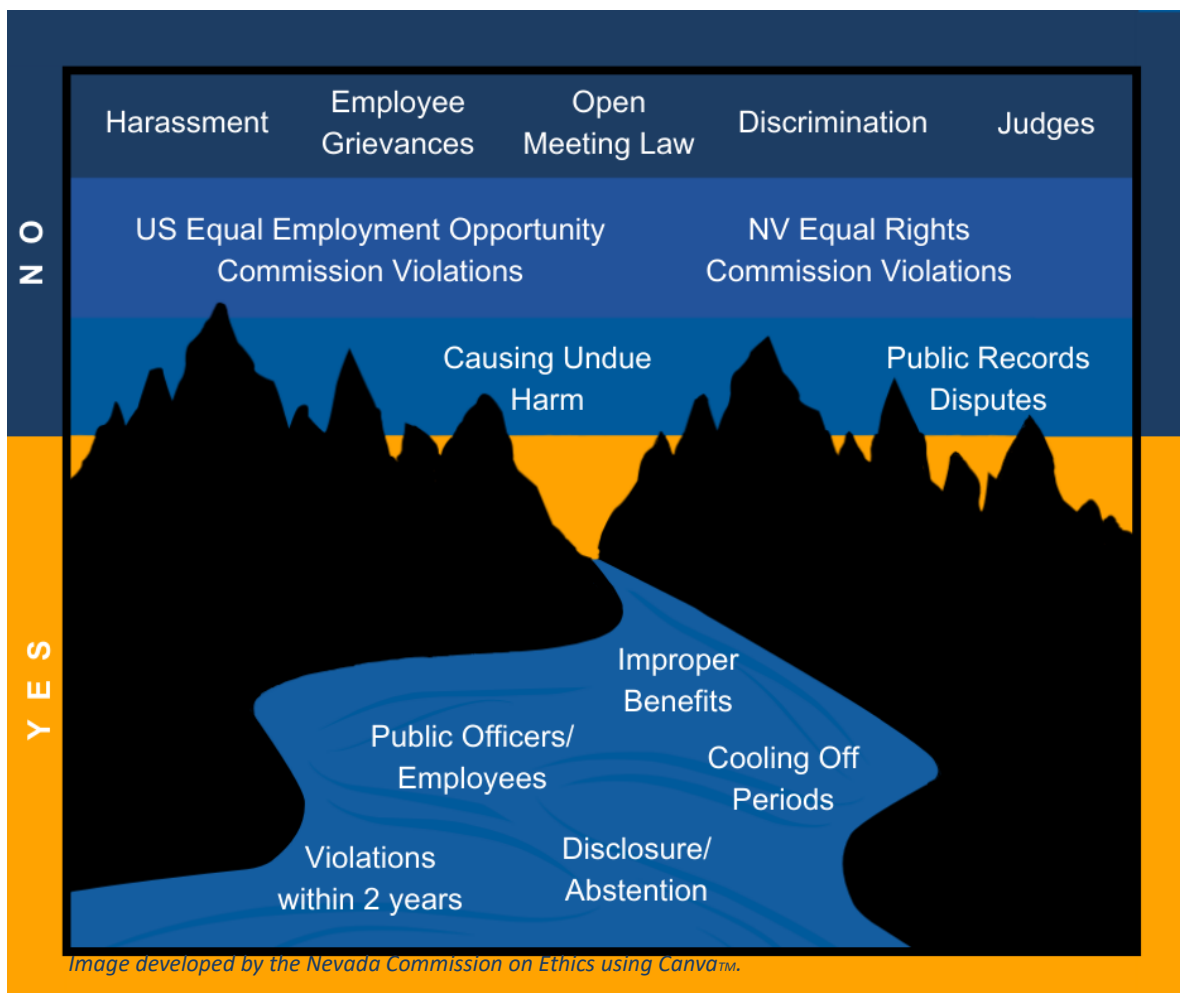 Harassment
Employee
Grievances
Open
Meeting Law
Discrimination
Judges
NO
US Equal Employment Opportunity
Commission Violations
NV Equal Rights
Commission Violations
Causing Undue
Harm
Public Records
Disputes
YES
Improper
Benefits
Public Officers/
Employees
Cooling Off
Periods
Violations
within 2 years
Disclosure/
Abstention
Image developed by the Nevada Commission on Ethics using Canva™.